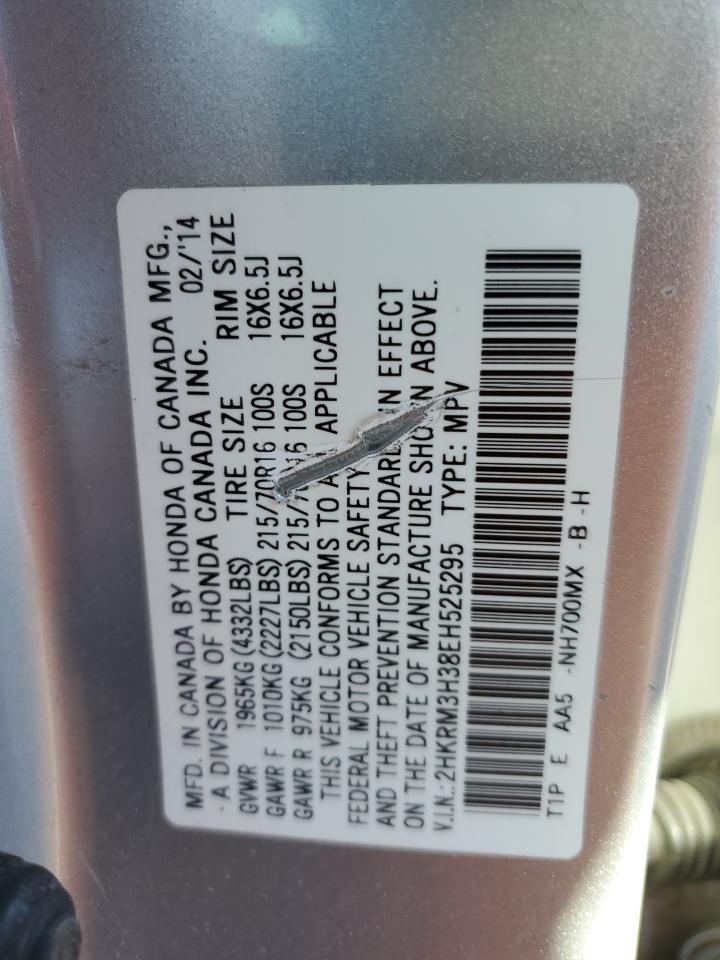 MFD. IN CANADA BY HONDA OF CANADA MFG.,
A DIVISION OF HONDA CANADA INC. 02/'14
GVWR 1965KG(4332LBS) TIRE SIZE RIM SIZE
GAWR F 1010KG(2227LBS) 215/70R16 100S 16X6.5J
GAWR R 975KG (2150LBS) 215/ 16 100S 16X6.5J
THIS VEHICLE CONFORMS TO APPLICABLE
FEDERAL MOTOR VEHICLE SAFETY
AND THEFT PREVENTION STANDARD IN EFFECT
ON THE DATE OF MANUFACTURE SHOWN ABOVE.
V.I.N.: 2HKRM3H38EH525295 TYPE: MPV
T1P E AA5 -NH700MX -B -H